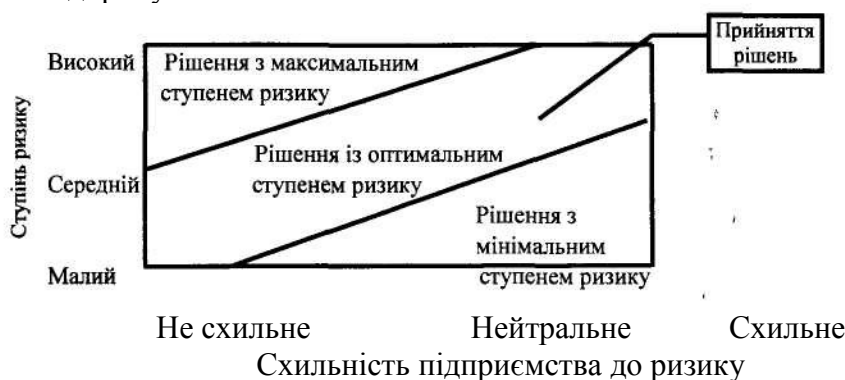 Прийняття
рішень
Високий
Рішення з максимальним
ступенем ризику
Ступінь ризику
Рішення із оптимальним
Середній
ступенем ризику
Рішення з
мінімальним
Малий
ступенем ризику
Не схильне Нейтральне Схильне
Схильність підприємства до ризику